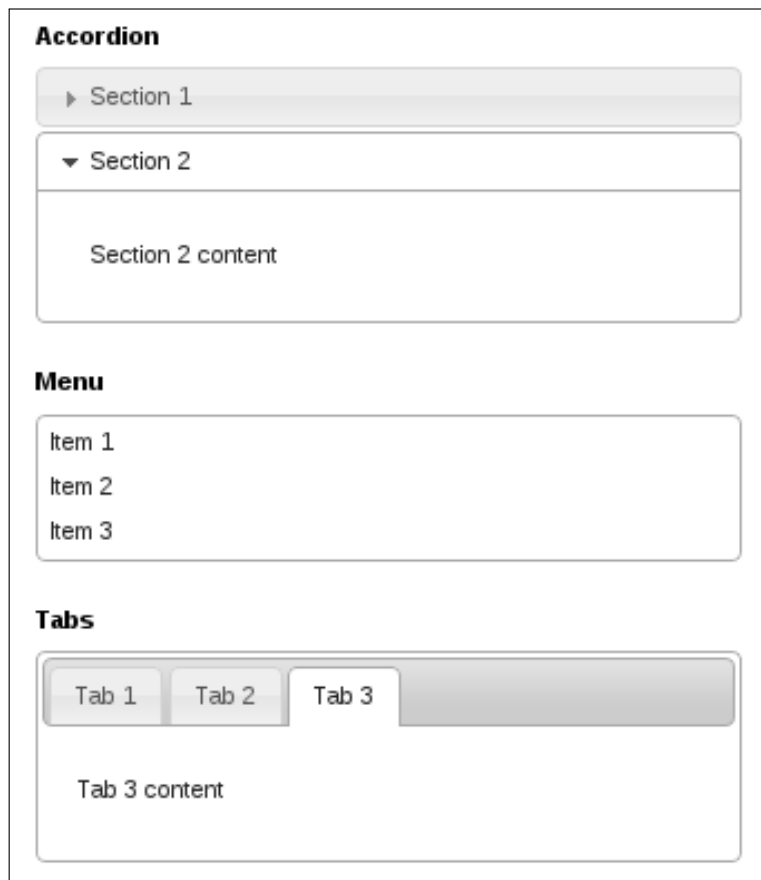 Accordion
Section 1
Section 2
Section 2 content
Menu
Item 1
Item 2
Item 3
Tabs
Tab 1 Tab 2 Tab 3
Tab 3 content